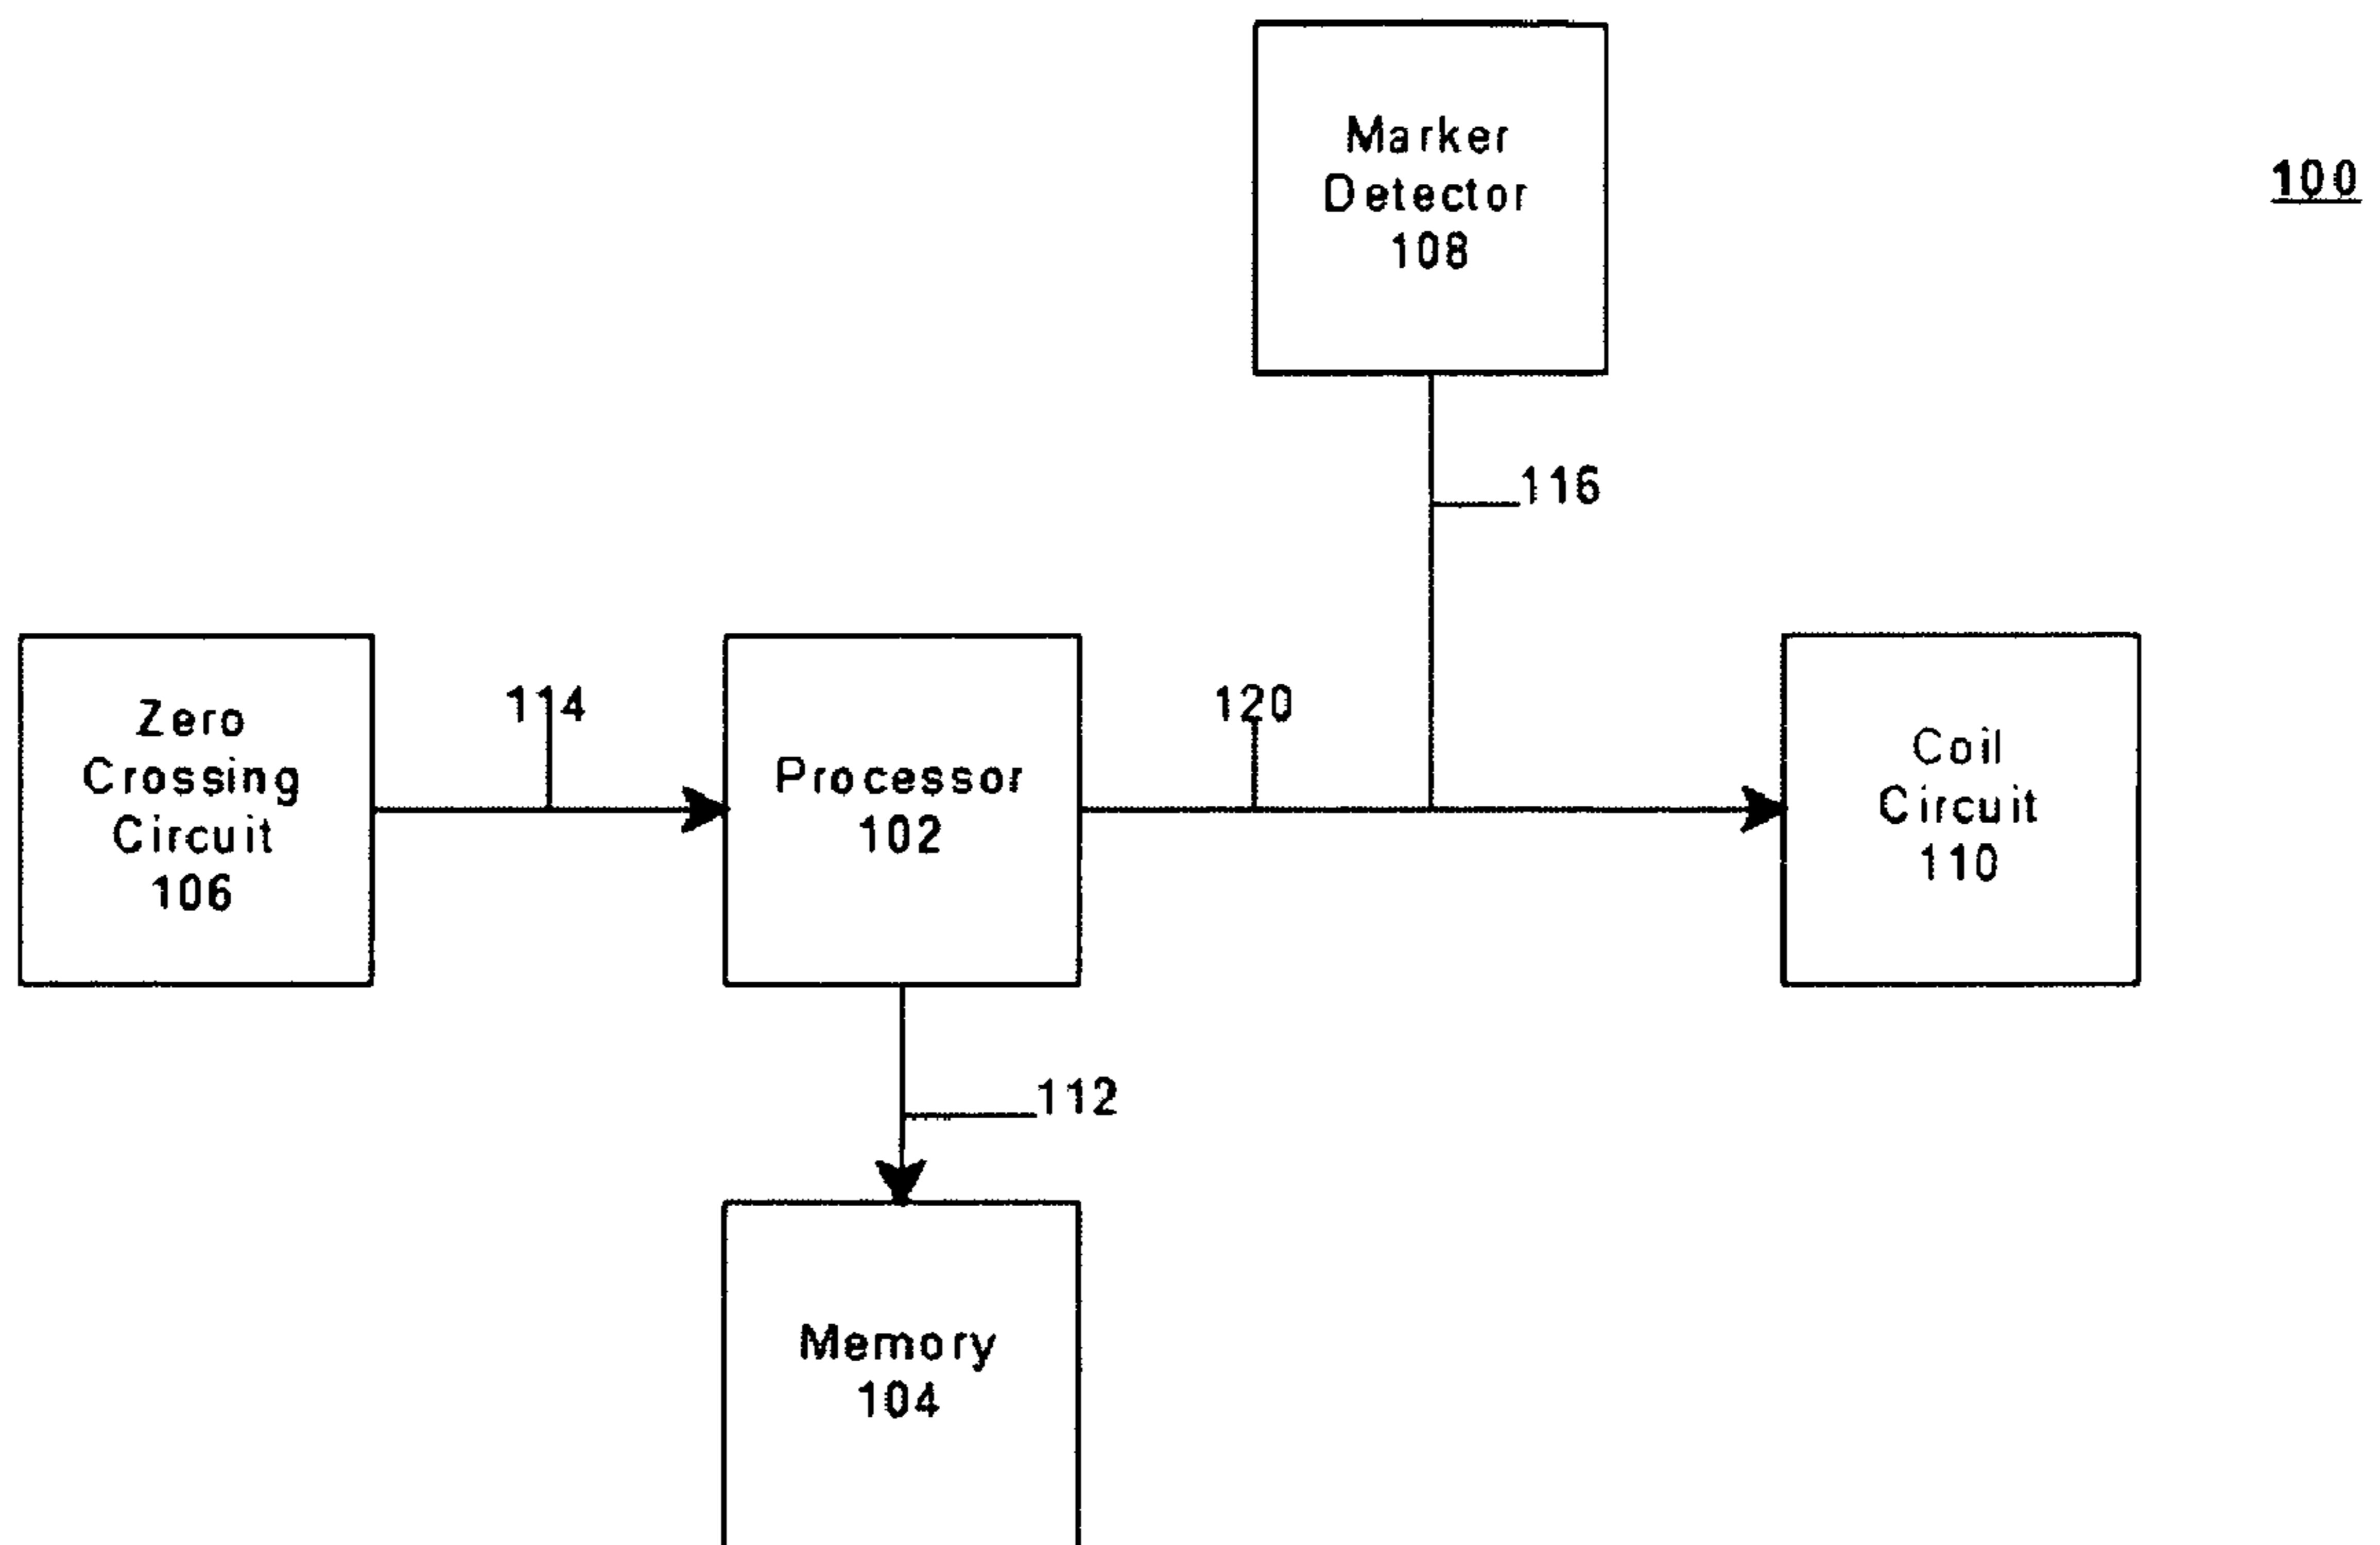 Marker
Detector
108
100
116
114
120
Zero
Crossing
Circuit
106
Processor
102
Coil
Circuit
110
112
Memory
104